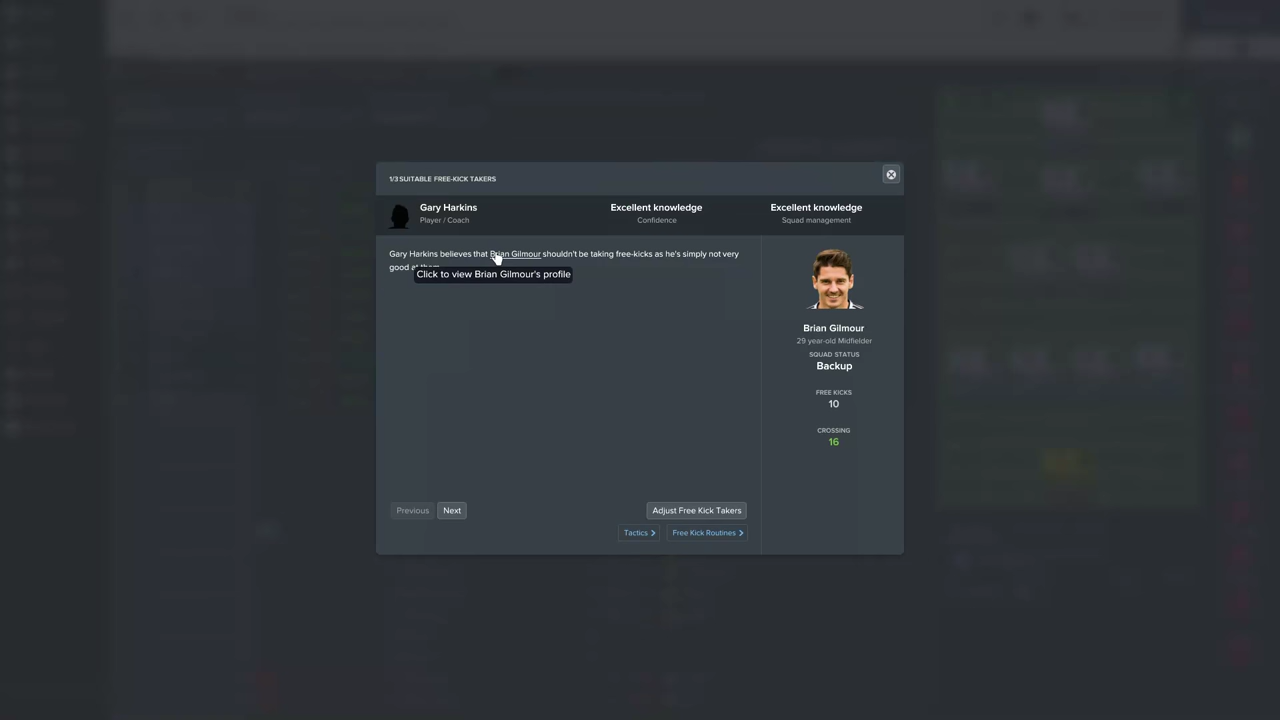 1/3 SUITABLE FREE-KICK TAKERS
Gary Harkins
Player / Coach
Excellent knowledge
Confidence
Excellent knowledge
Squad management
Gary Harkins believes that Brian Gilmour shouldn't be taking free-kicks as he's simply not very
good at them.
Click to view Brian Gilmour's profile
Brian Gilmour
29 year-old Midfielder
SQUAD STATUS
Backup
FREE KICKS
10
CROSSING
16
Previous
Next
Adjust Free Kick Takers
Tactics
Free Kick Routines